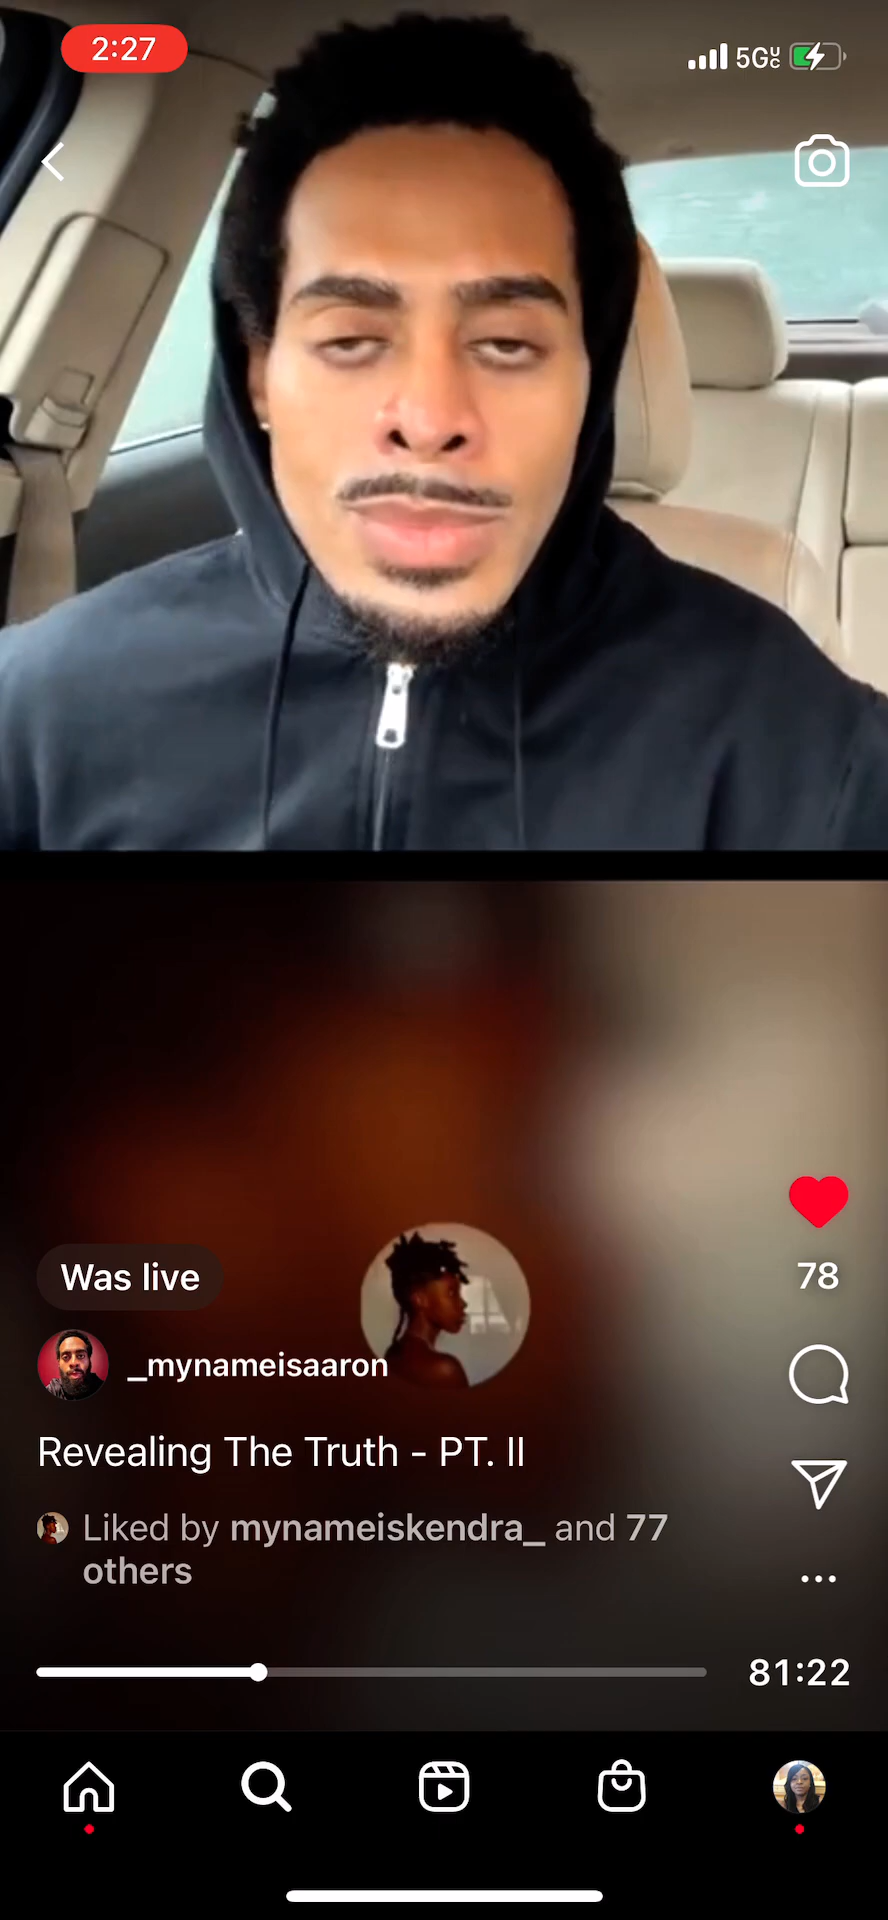 2:27
5GUC
Was live
_mynameisaaron
Revealing The Truth - PT. II
Liked by mynameiskendra_ and 77
others
78
81:22